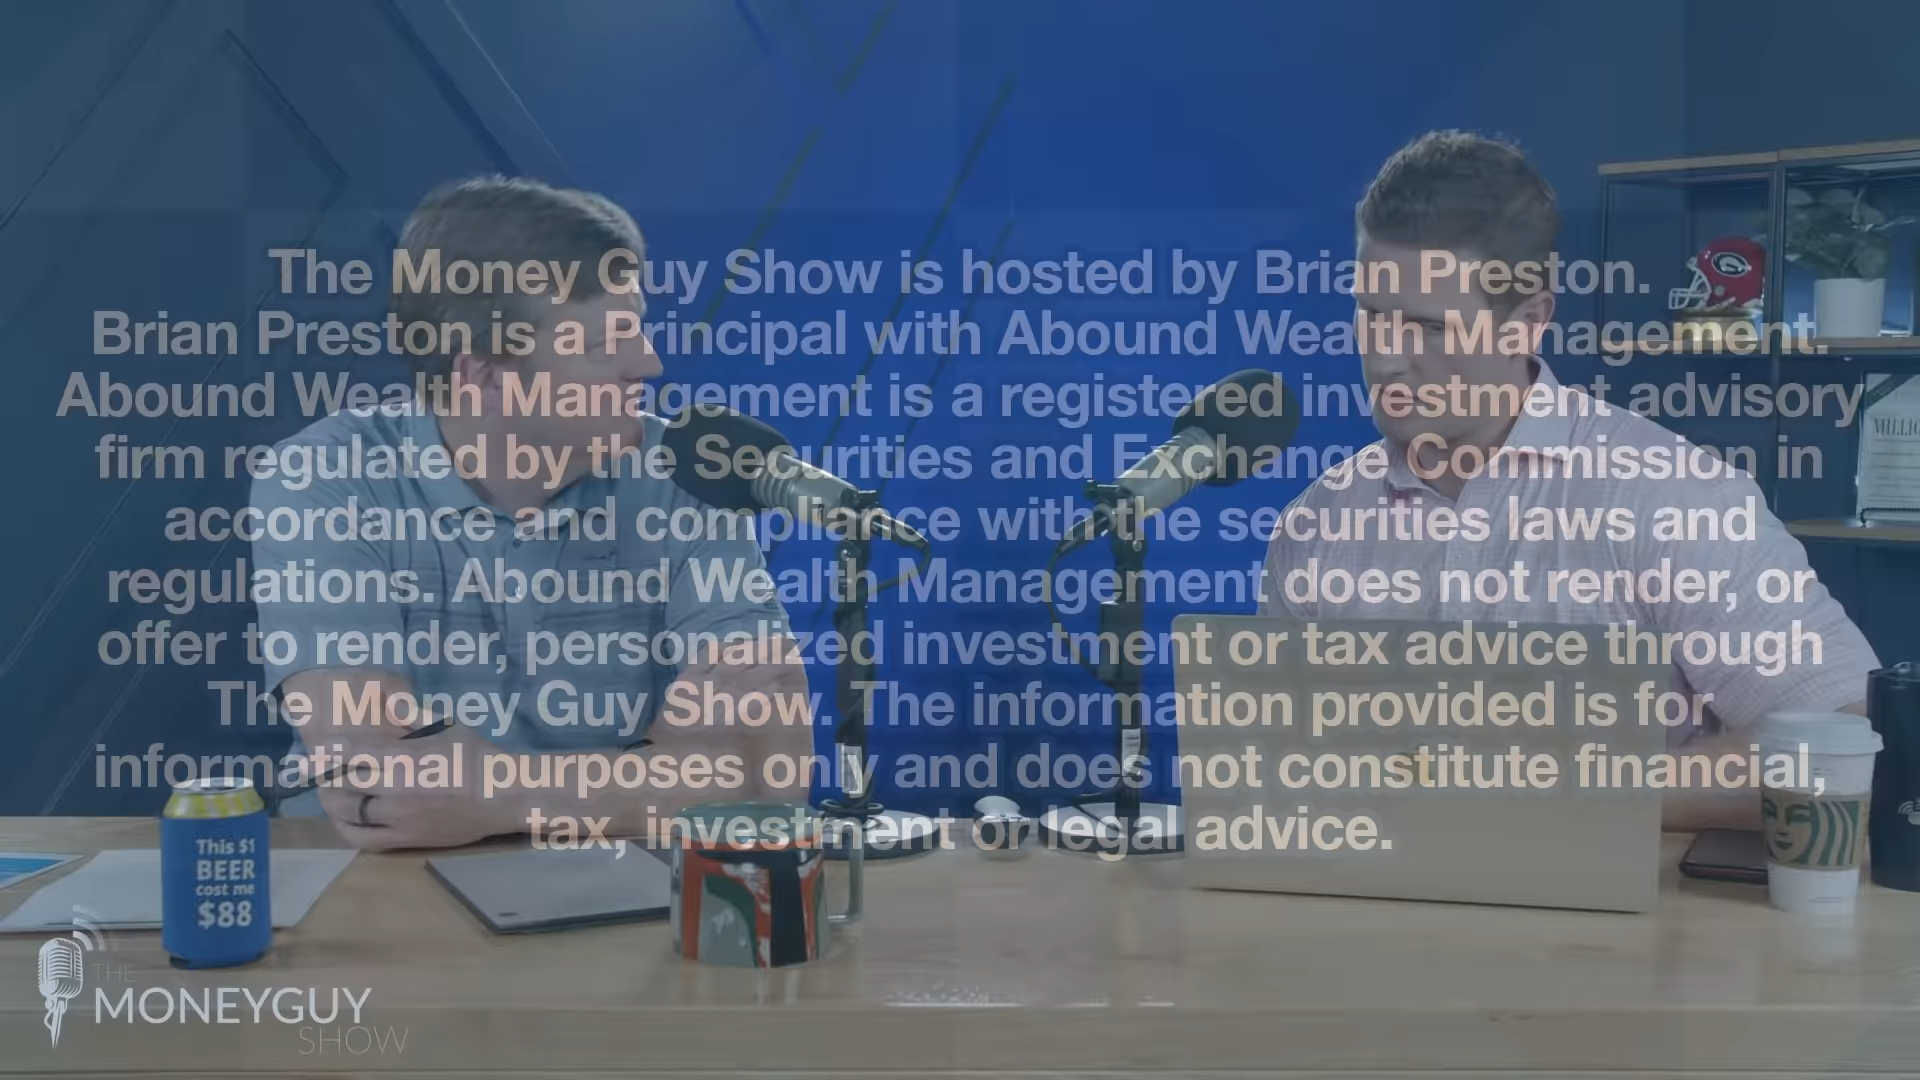 The Money Guy Show is hosted by Brian Preston.
Brian Preston is a Principal with Abound Wealth Management.
Abound Wealth Management is a registered investment advisory
firm regulated by the Securities and Exchange Commission in
accordance and compliance with the securities laws and
regulations. Abound Wealth Management does not render, or
offer to render, personalized investment or tax advice through
The Money Guy Show. The information provided is for
informational purposes only and does not constitute financial,
tax, investment or legal advice.
This $1
BEER
cost me
$88
THE
MONEYGUY
SHOW